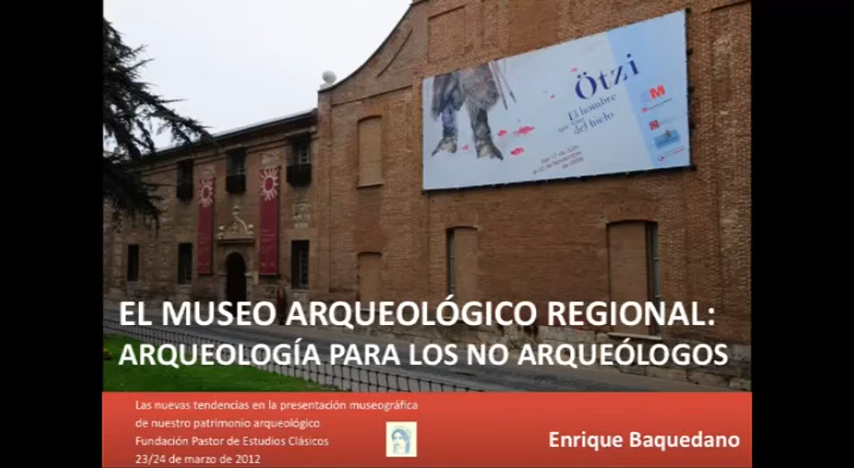 Ötzi
El hombre
que vino
del hielo
EL MUSEO ARQUEOLÓGICO REGIONAL:
ARQUEOLOGÍA PARA LOS NO ARQUEÓLOGOS
Las nuevas tendencias en la presentación museográfica
de nuestro patrimonio arqueológico
Fundación Pastor de Estudios Clásicos
23/24 de marzo de 2012
Enrique Baquedano